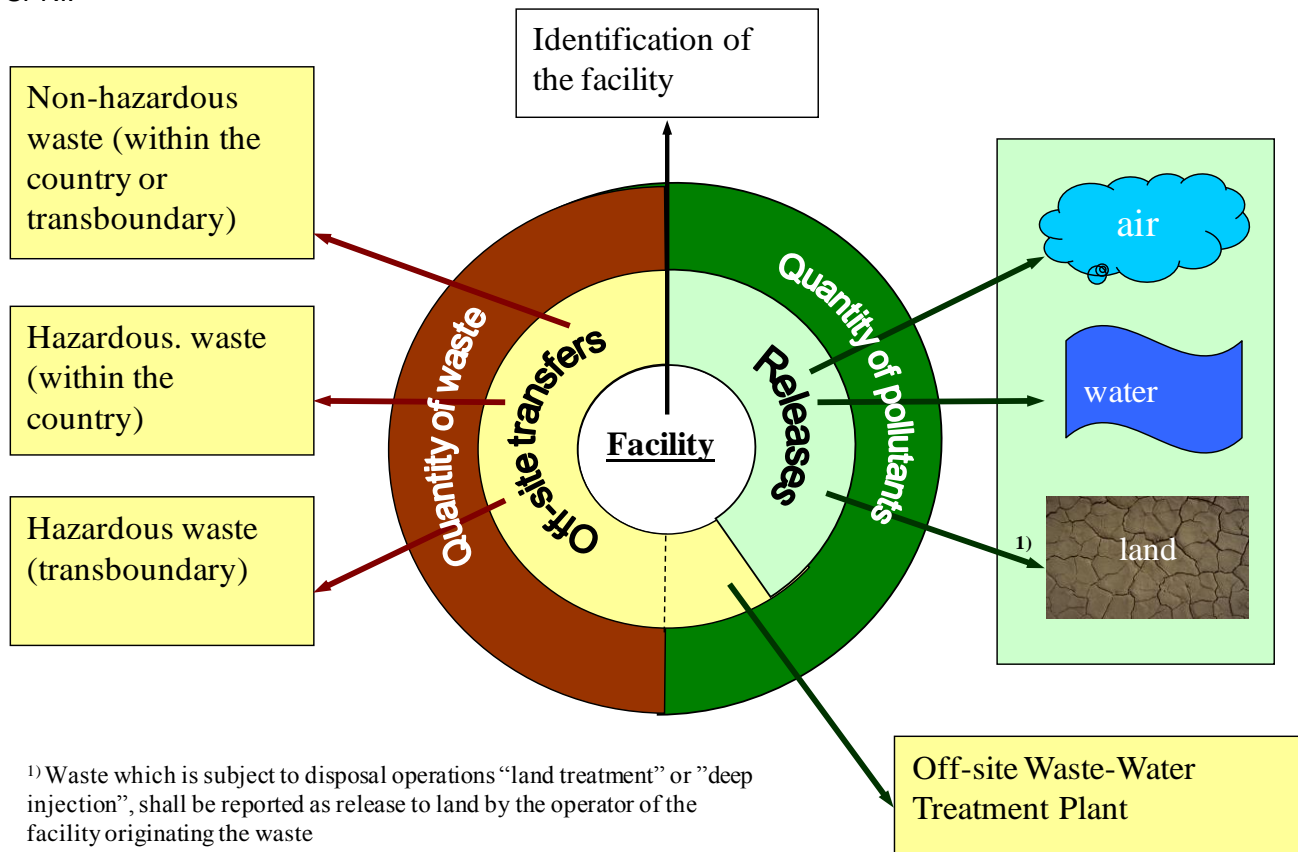 Identification of
the facility
Non-hazardous
waste (within the
country or
transboundary)
Hazardous. waste
(within the
country)
Hazardous waste
(transboundary)
Quantity of waste
Off-site transfers
Facility
Releases
Quantity of pollutants
air
water
1)
land
Off-site Waste-Water
Treatment Plant
1) Waste which is subject to disposal operations “land treatment” or ”deep
injection”, shall be reported as release to land by the operator of the
facility originating the waste